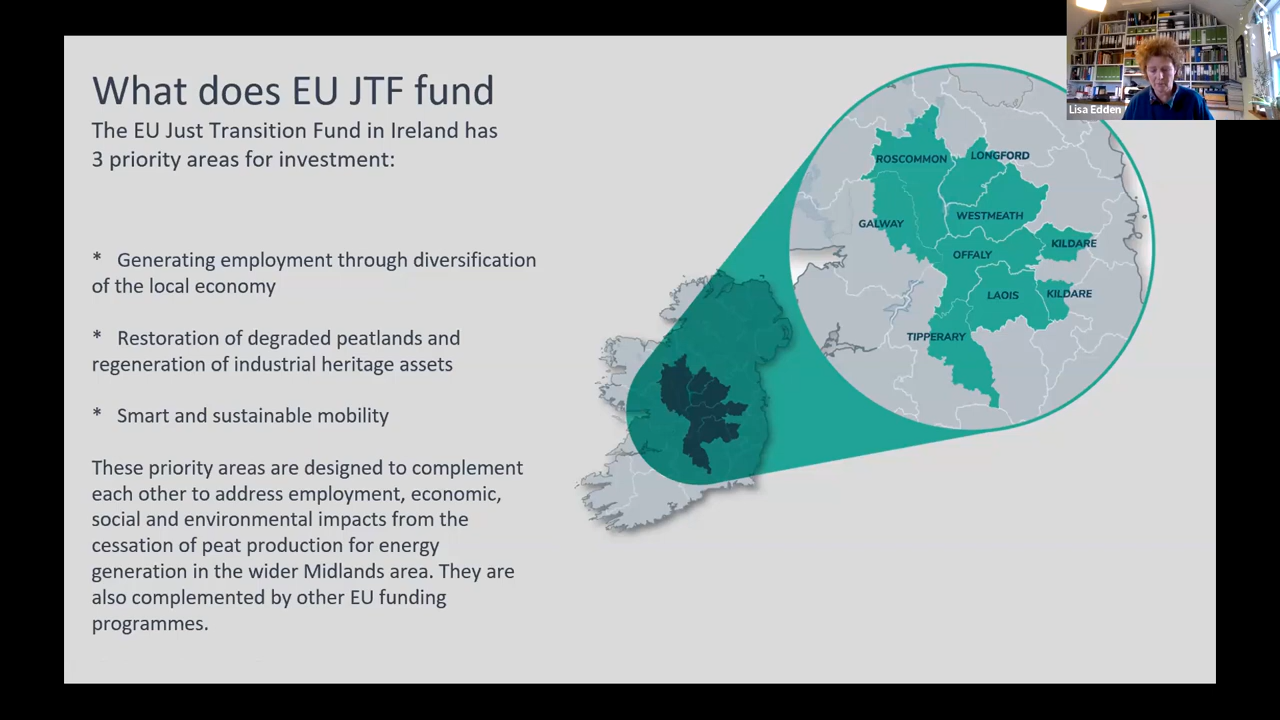 What does EU JTF fund
The EU Just Transition Fund in Ireland has
3 priority areas for investment:
* Generating employment through diversification
of the local economy
* Restoration of degraded peatlands and
regeneration of industrial heritage assets
* Smart and sustainable mobility
These priority areas are designed to complement
each other to address employment, economic,
social and environmental impacts from the
cessation of peat production for energy
generation in the wider Midlands area. They are
also complemented by other EU funding
programmes.
ROSCOMMON
LONGFORD
GALWAY
WESTMEATH
KILDARE
OFFALY
LAOIS
KILDARE
TIPPERARY
Lisa Edden